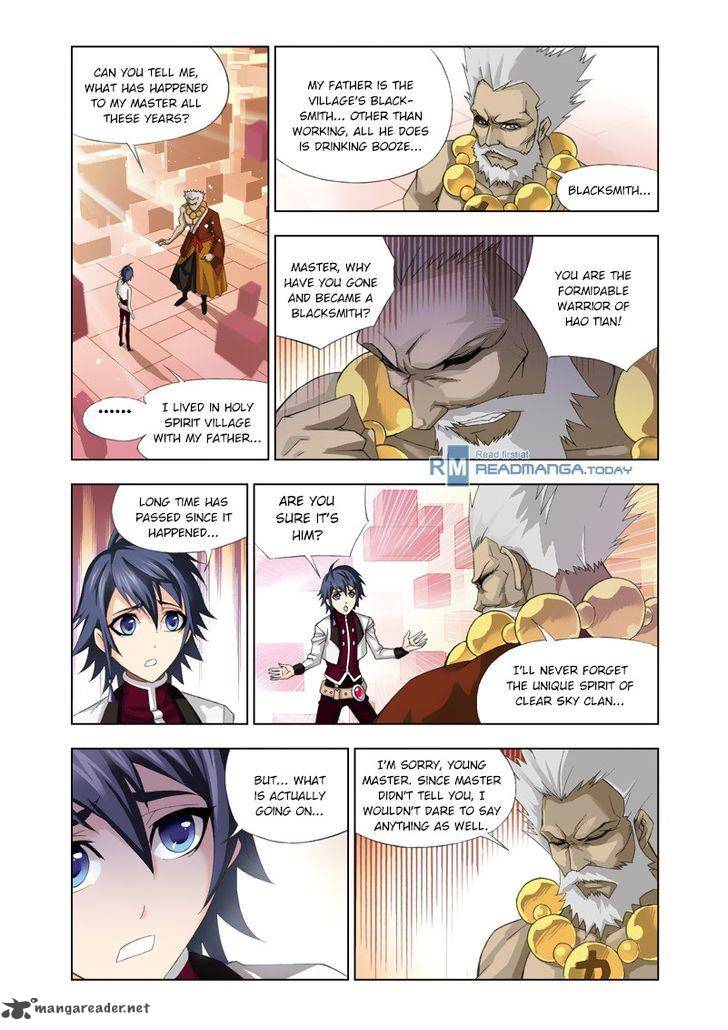 CAN YOU TELL ME,
WHAT HAS HAPPENED
TO MY MASTER ALL
THESE YEARS?
......
I LIVED IN HOLY
SPIRIT VILLAGE
WITH MY FATHER...
MY FATHER IS THE
VILLAGE'S BLACK-
SMITH... OTHER THAN
WORKING, ALL HE DOES
IS DRINKING BOOZE...
BLACKSMITH...
MASTER, WHY
HAVE YOU GONE
AND BECAME A
BLACKSMITH?
YOU ARE THE
FORMIDABLE
WARRIOR OF
HAO TIAN!
RM Read first at
READMANGA.TODAY
LONG TIME HAS
PASSED SINCE IT
HAPPENED...
ARE YOU
SURE IT'S
HIM?
I'LL NEVER FORGET
THE UNIQUE SPIRIT OF
CLEAR SKY CLAN...
BUT... WHAT
IS ACTUALLY
GOING ON...
I'M SORRY, YOUNG
MASTER. SINCE MASTER
DIDN'T TELL YOU, I
WOULDN'T DARE TO SAY
ANYTHING AS WELL.
力
mangareader.net